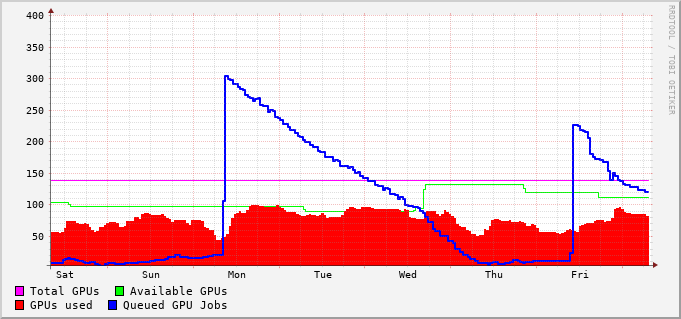 400
350
300
250
200
150
100
50
Sat Sun Mon Tue Wed Thu Fri
Total GPUs Available GPUs
GPUs used Queued GPU Jobs
RRDTOOL / TOBI OETIKER